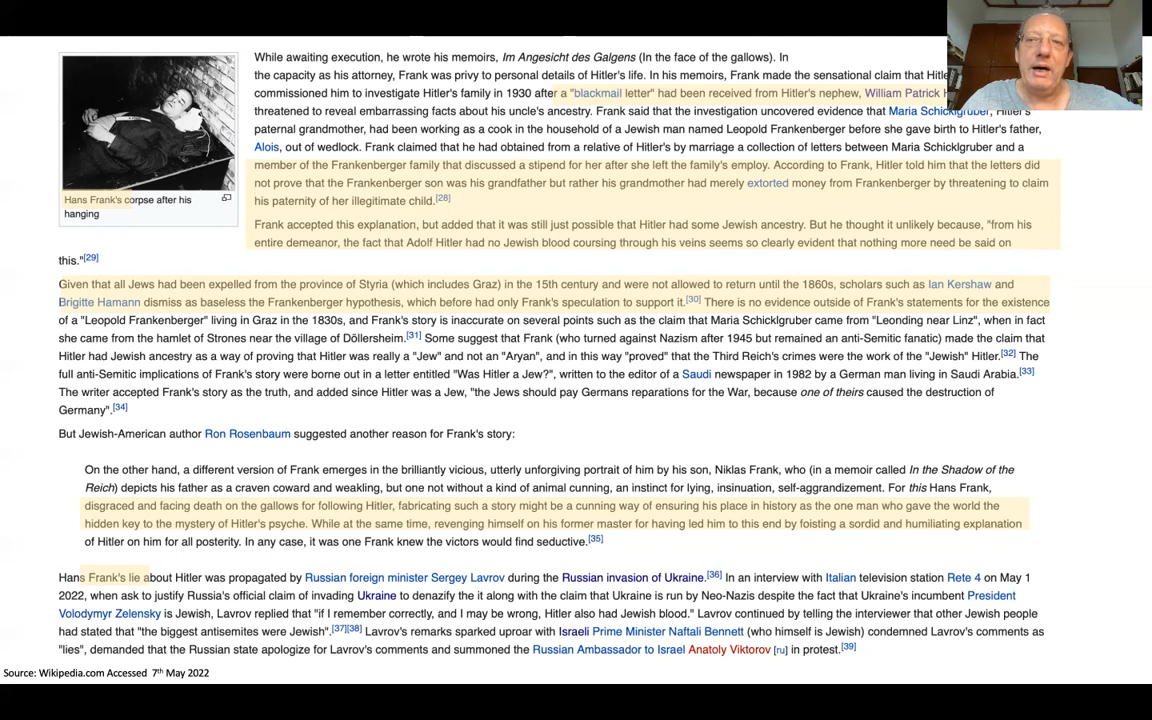 While awaiting execution, he wrote his memoirs, Im Angesicht des Galgens (In the face of the gallows). In
the capacity as his attorney, Frank was privy to personal details of Hitler's life. In his memoirs, Frank made the sensational claim that
commissioned him to investigate Hitler's family in 1930 after a "blackmail letter" had been received from Hitler's nephew, William Patrick
threatened to reveal embarrassing facts about his uncle's ancestry. Frank said that the investigation uncovered evidence that Maria Schicklgruber, Hitler's
paternal grandmother, had been working as a cook in the household of a Jewish man named Leopold Frankenberger before she gave birth to Hitler's father,
Alois, out of wedlock. Frank claimed that he had obtained from a relative of Hitler's by marriage a collection of letters between Maria Schicklgruber and a
member of the Frankenberger family that discussed a stipend for her after she left the family's employ. According to Frank, Hitler told him that the letters did
not prove that the Frankenberger son was his grandfather but rather his grandmother had merely extorted money from Frankenberger by threatening to claim
his paternity of her illegitimate child.[28]
Hans Frank's corpse after his
hanging
Frank accepted this explanation, but added that it was still just possible that Hitler had some Jewish ancestry. But he thought it unlikely because, "from his
entire demeanor, the fact that Adolf Hitler had no Jewish blood coursing through his veins seems so clearly evident that nothing more need be said on
this."[29]
Given that all Jews had been expelled from the province of Styria (which includes Graz) in the 15th century and were not allowed to return until the 1860s, scholars such as Ian Kershaw and
Brigitte Hamann dismiss as baseless the Frankenberger hypothesis, which before had only Frank's speculation to support it.[30] There is no evidence outside of Frank's statements for the existence
of a "Leopold Frankenberger" living in Graz in the 1830s, and Frank's story is inaccurate on several points such as the claim that Maria Schicklgruber came from "Leonding near Linz", when in fact
she came from the hamlet of Strones near the village of Döllersheim.[31] Some suggest that Frank (who turned against Nazism after 1945 but remained an anti-Semitic fanatic) made the claim that
Hitler had Jewish ancestry as a way of proving that Hitler was really a "Jew" and not an "Aryan", and in this way "proved" that the Third Reich's crimes were the work of the "Jewish" Hitler.[32] The
full anti-Semitic implications of Frank's story were borne out in a letter entitled "Was Hitler a Jew?", written to the editor of a Saudi newspaper in 1982 by a German man living in Saudi Arabia.[33]
The writer accepted Frank's story as the truth, and added since Hitler was a Jew, "the Jews should pay Germans reparations for the War, because one of theirs caused the destruction of
Germany".[34]
But Jewish-American author Ron Rosenbaum suggested another reason for Frank's story:
On the other hand, a different version of Frank emerges in the brilliantly vicious, utterly unforgiving portrait of him by his son, Niklas Frank, who (in a memoir called In the Shadow of the
Reich) depicts his father as a craven coward and weakling, but one not without a kind of animal cunning, an instinct for lying, insinuation, self-aggrandizement. For this Hans Frank,
disgraced and facing death on the gallows for following Hitler, fabricating such a story might be a cunning way of ensuring his place in history as the one man who gave the world the
hidden key to the mystery of Hitler's psyche. While at the same time, revenging himself on his former master for having led him to this end by foisting a sordid and humiliating explanation
of Hitler on him for all posterity. In any case, it was one Frank knew the victors would find seductive.[35]
Hans Frank's lie about Hitler was propagated by Russian foreign minister Sergey Lavrov during the Russian invasion of Ukraine.[36] In an interview with Italian television station Rete 4 on May 1
2022, when ask to justify Russia's official claim of invading Ukraine to denazify the it along with the claim that Ukraine is run by Neo-Nazis despite the fact that Ukraine's incumbent President
Volodymyr Zelensky is Jewish, Lavrov replied that "if I remember correctly, and I may be wrong, Hitler also had Jewish blood." Lavrov continued by telling the interviewer that other Jewish people
had stated that "the biggest antisemites were Jewish".[37][38] Lavrov's remarks sparked uproar with Israeli Prime Minister Naftali Bennett (who himself is Jewish) condemned Lavrov's comments as
"lies", demanded that the Russian state apologize for Lavrov's comments and summoned the Russian Ambassador to Israel Anatoly Viktorov [ru] in protest.[39]
Source: Wikipedia.com Accessed 7th May 2022